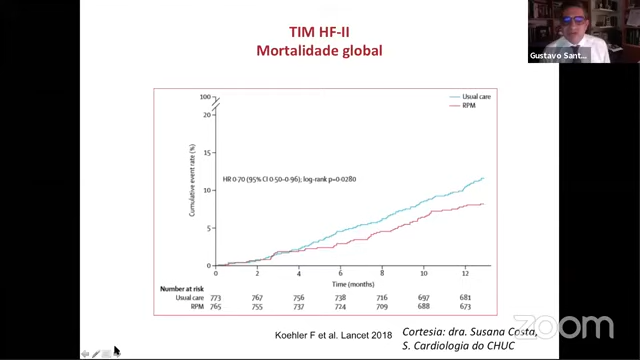 TIM HF-II
Mortalidade global
Gustavo Sant...
Usual care
RPM
Cumulative event rate (%)
100
20
15
10
5
0
HR 0·70 (95% CI 0·50–0·96); log-rank p=0·0280
0 2 4 6 8 10 12
Time (months)
Number at risk
Usual care 773 767 756 738 716 697 681
RPM 765 755 737 724 709 688 673
Koehler F et al. Lancet 2018
Cortesia: dra. Susana Costa,
S. Cardiologia do CHUC
zoom